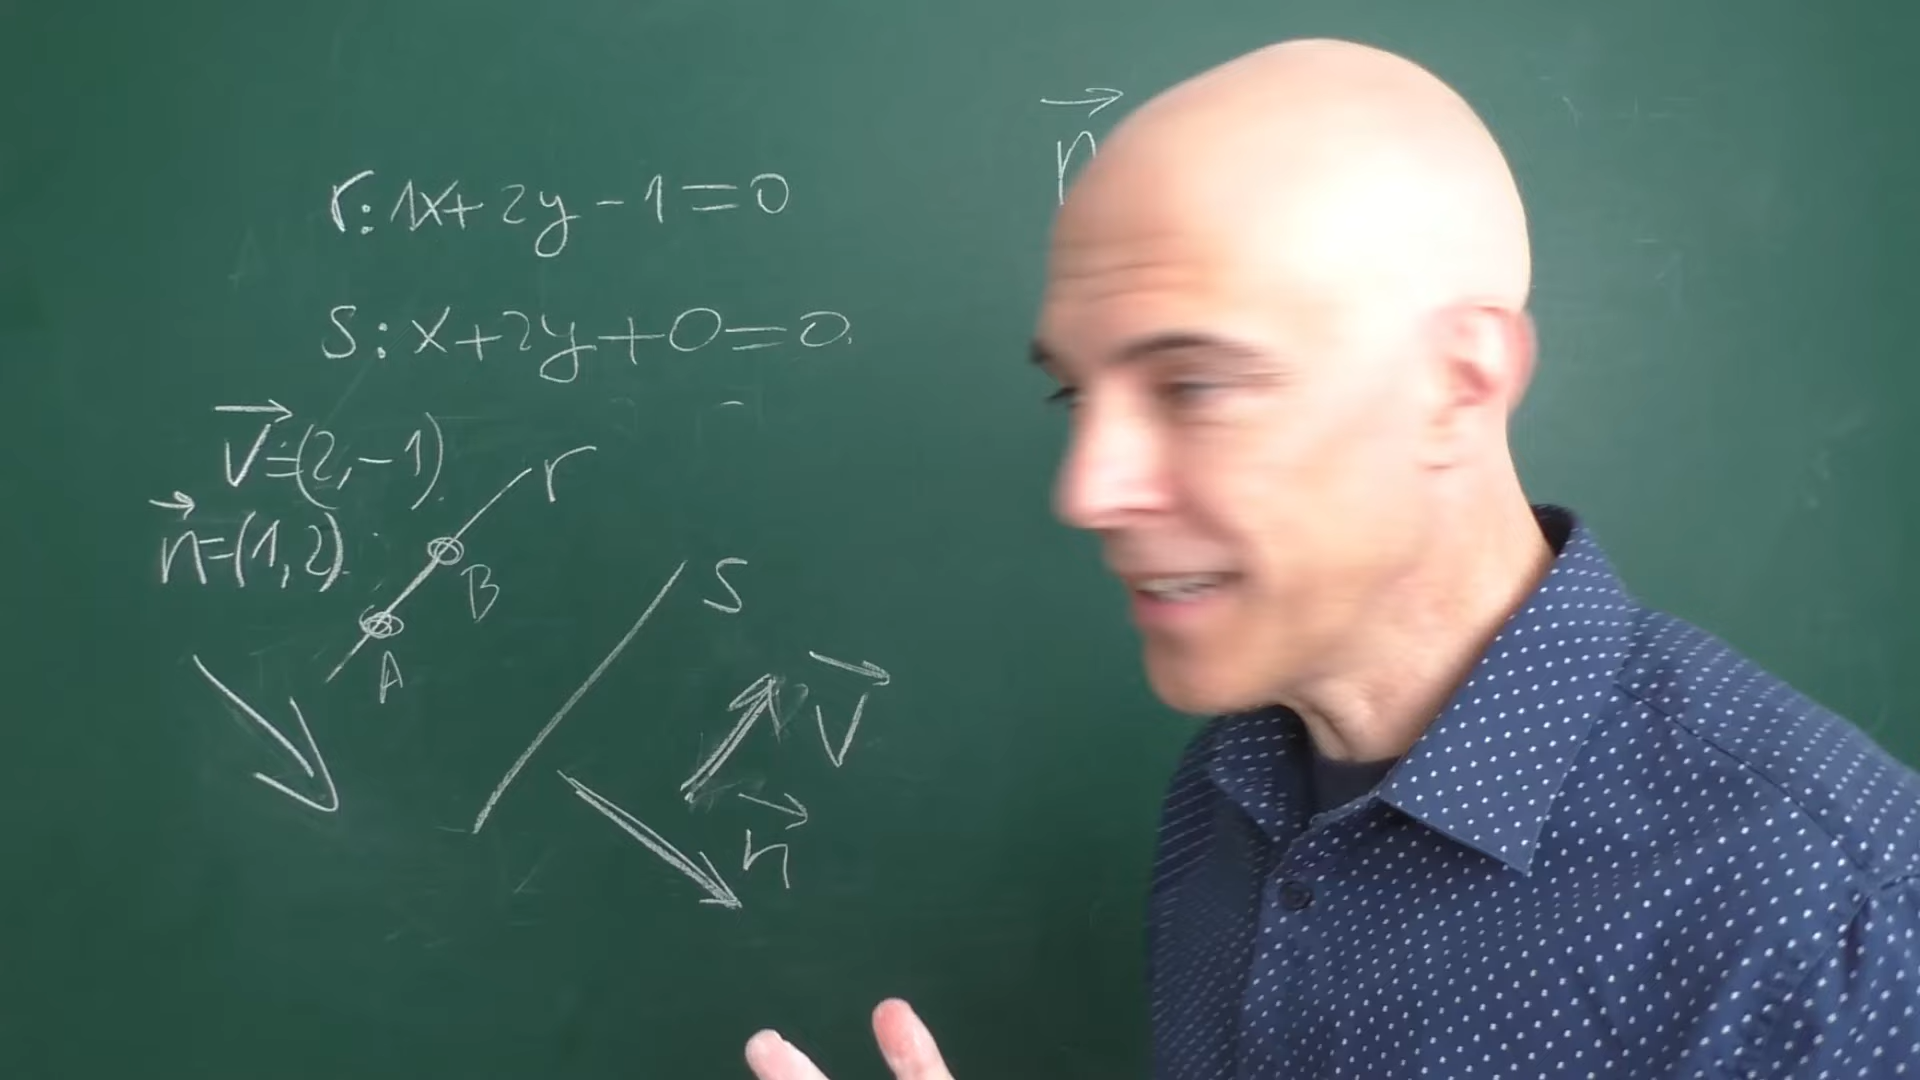 r: 1x+2y-1=0
s: x+2y+0=0.
v=(2,-1).
n=(1,2).
r
B
A
s
v
n
n